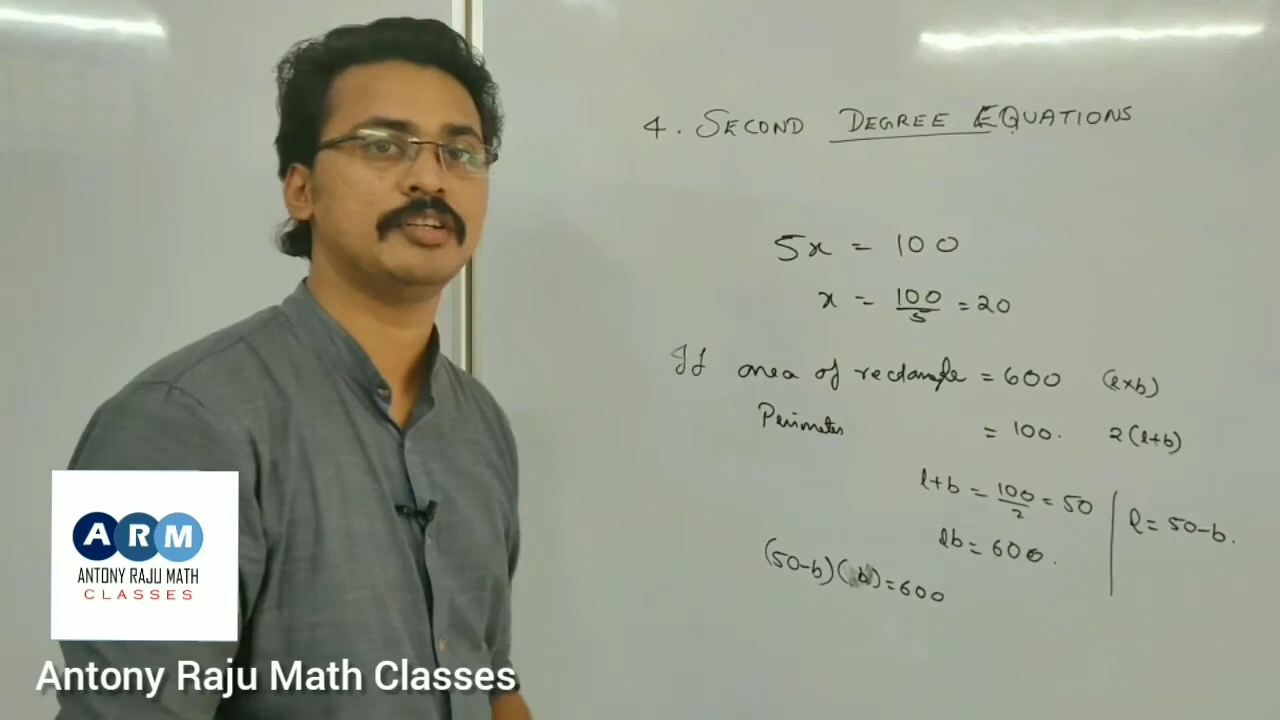 4. SECOND DEGREE EQUATIONS
5x = 100
x = 100/5 = 20
If area of rectangle = 600 (l×b)
Perimeter = 100. 2(l+b)
l+b = 100/2 = 50
l = 50-b.
lb = 600.
(50-b)(b) = 600
ARM
ANTONY RAJU MATH
CLASSES
Antony Raju Math Classes